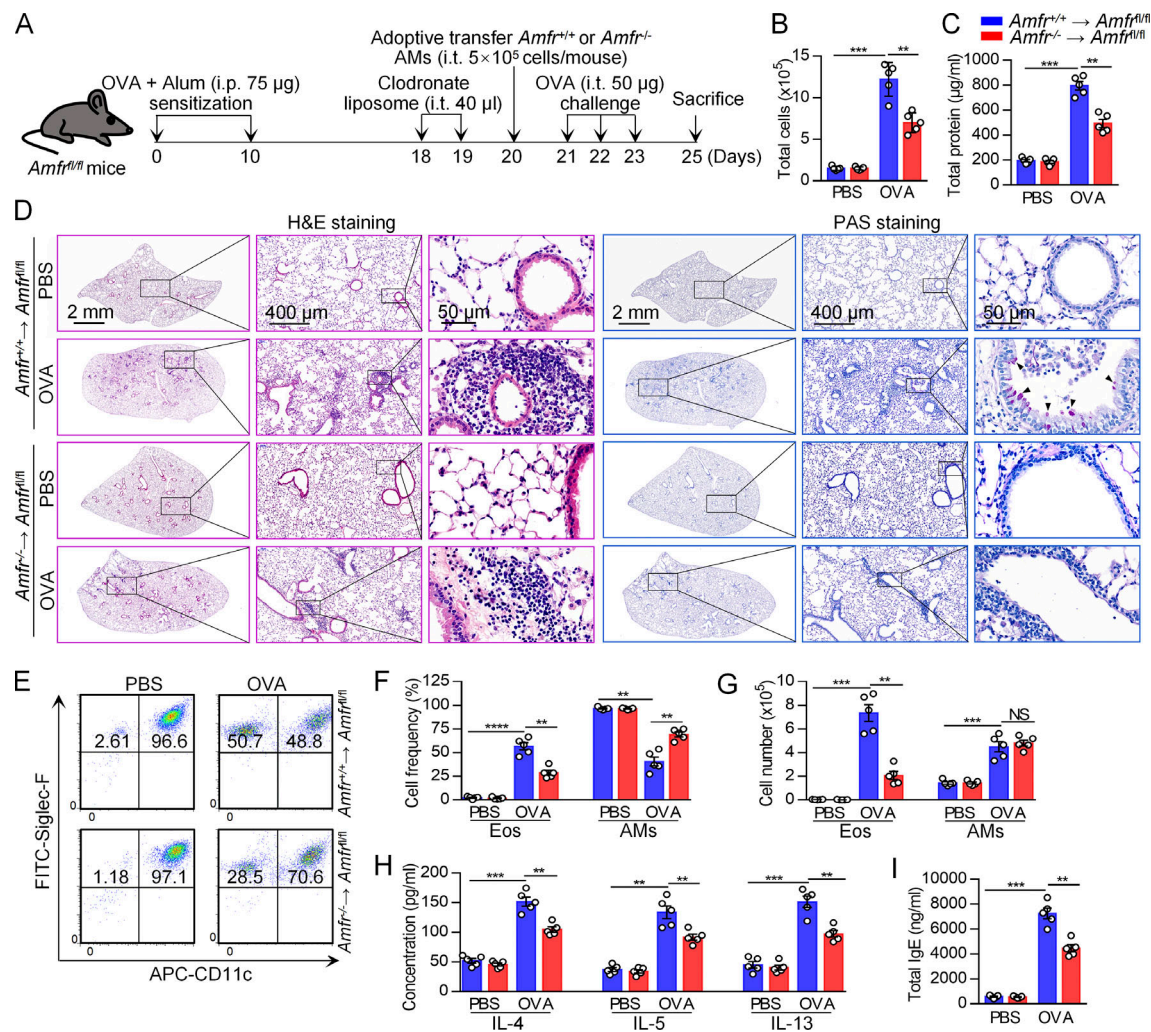 A
Adoptive transfer Amfr+/+ or Amfr-/-
AMs (i.t. 5×10⁵ cells/mouse)
OVA + Alum (i.p. 75 µg)
sensitization
Clodronate
liposome (i.t. 40 µl)
OVA (i.t. 50 µg)
challenge
Sacrifice
Amfrfl/fl mice
0 10 18 19 20 21 22 23 25 (Days)
B
Total cells (x10⁵)
15
10
5
0
*** **
PBS OVA
C
Amfr+/+ → Amfrfl/fl
Amfr-/- → Amfrfl/fl
Total protein (µg/ml)
1000
800
600
400
200
0
*** **
PBS OVA
D
H&E staining PAS staining
Amfr+/+ → Amfrfl/fl
PBS
2 mm 400 µm 50 µm 2 mm 400 µm 50 µm
OVA
Amfr-/- → Amfrfl/fl
PBS
OVA
E
PBS OVA
2.61 96.6 50.7 48.8
Amfr+/+ → Amfrfl/fl
0
0 0
1.18 97.1 28.5 70.6
Amfr-/- → Amfrfl/fl
0
0 0
FITC-Siglec-F
APC-CD11c
F
Cell frequency (%)
125
100
75
50
25
0
**** ** ** **
PBS OVA PBS OVA
Eos AMs
G
Cell number (x10⁵)
10
8
6
4
2
0
*** ** *** NS
PBS OVA PBS OVA
Eos AMs
H
Concentration (pg/ml)
200
150
100
50
0
*** ** ** ** *** **
PBS OVA PBS OVA PBS OVA
IL-4 IL-5 IL-13
I
Total IgE (ng/ml)
10000
8000
6000
4000
2000
0
*** **
PBS OVA